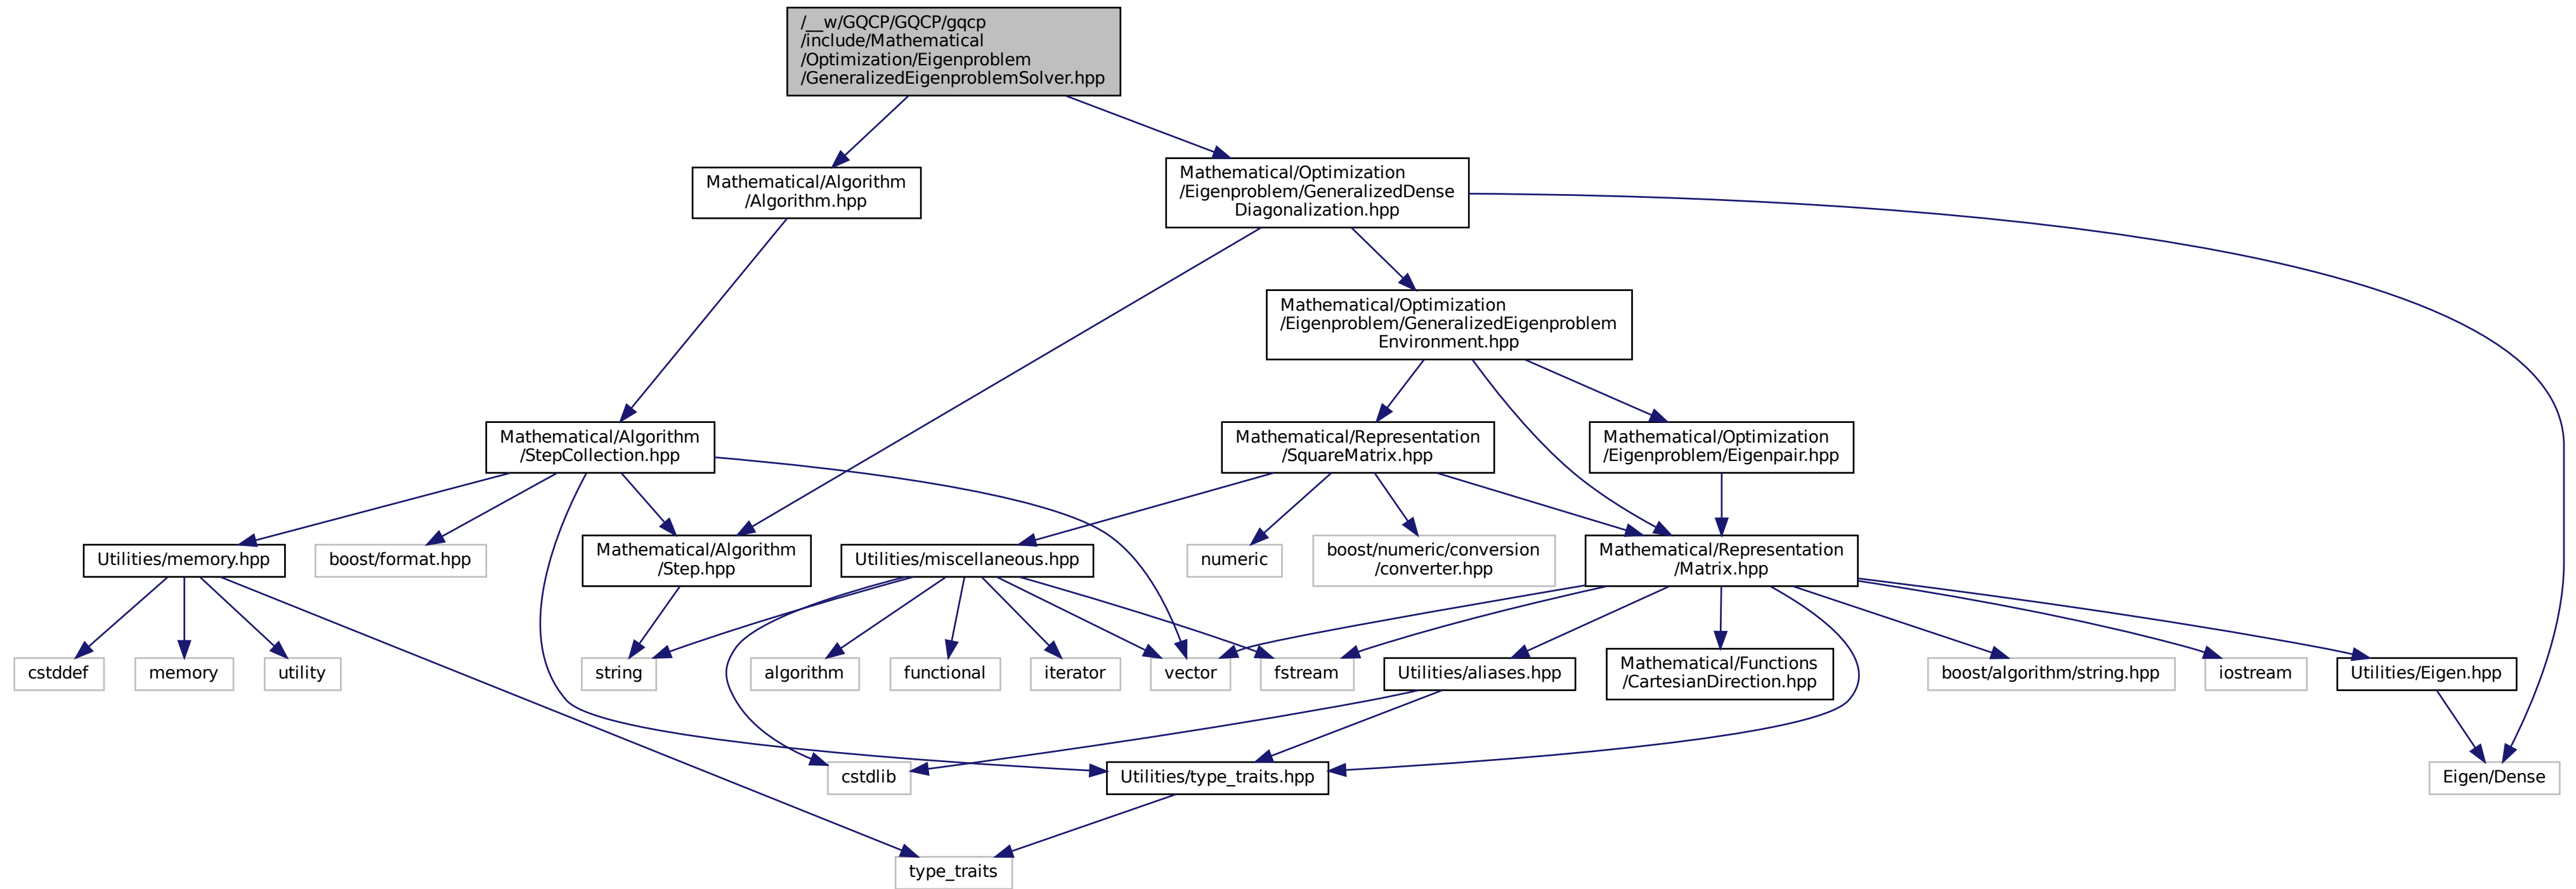 /__w/GQCP/GQCP/gqcp
/include/Mathematical
/Optimization/Eigenproblem
/GeneralizedEigenproblemSolver.hpp
Mathematical/Algorithm
/Algorithm.hpp
Mathematical/Optimization
/Eigenproblem/GeneralizedDense
Diagonalization.hpp
Mathematical/Optimization
/Eigenproblem/GeneralizedEigenproblem
Environment.hpp
Mathematical/Algorithm
/StepCollection.hpp
Mathematical/Representation
/SquareMatrix.hpp
Mathematical/Optimization
/Eigenproblem/Eigenpair.hpp
Utilities/memory.hpp
boost/format.hpp
Mathematical/Algorithm
/Step.hpp
Utilities/miscellaneous.hpp
numeric
boost/numeric/conversion
/converter.hpp
Mathematical/Representation
/Matrix.hpp
cstddef
memory
utility
string
algorithm
functional
iterator
vector
fstream
Utilities/aliases.hpp
Mathematical/Functions
/CartesianDirection.hpp
boost/algorithm/string.hpp
iostream
Utilities/Eigen.hpp
cstdlib
Utilities/type_traits.hpp
Eigen/Dense
type_traits